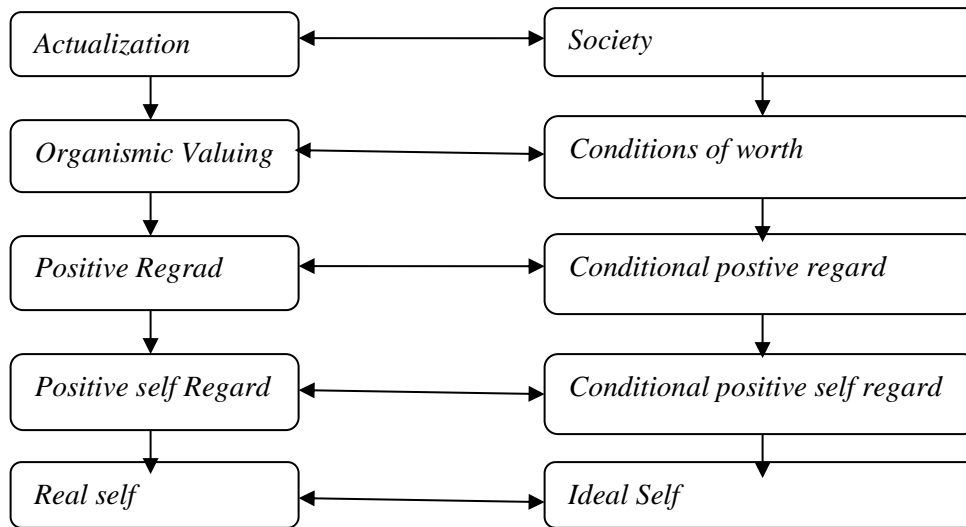 Actualization
Society
Organismic Valuing
Conditions of worth
Positive Regrad
Conditional postive regard
Positive self Regard
Conditional positive self regard
Real self
Ideal Self